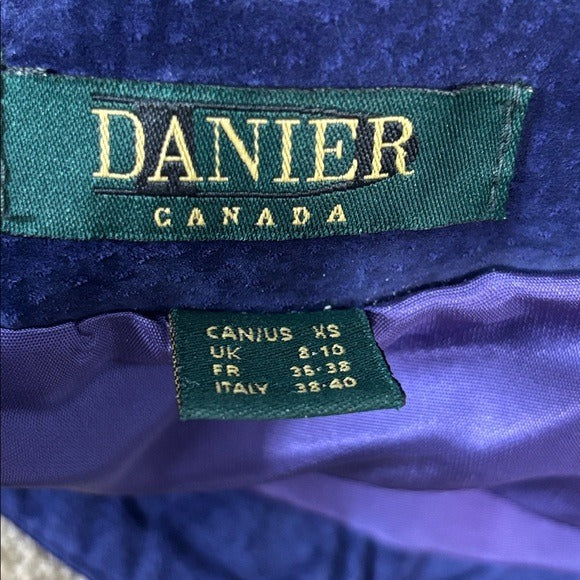 DANIER
CANADA
CAN/US XS
UK 8-10
FR 36-38
ITALY 38-40